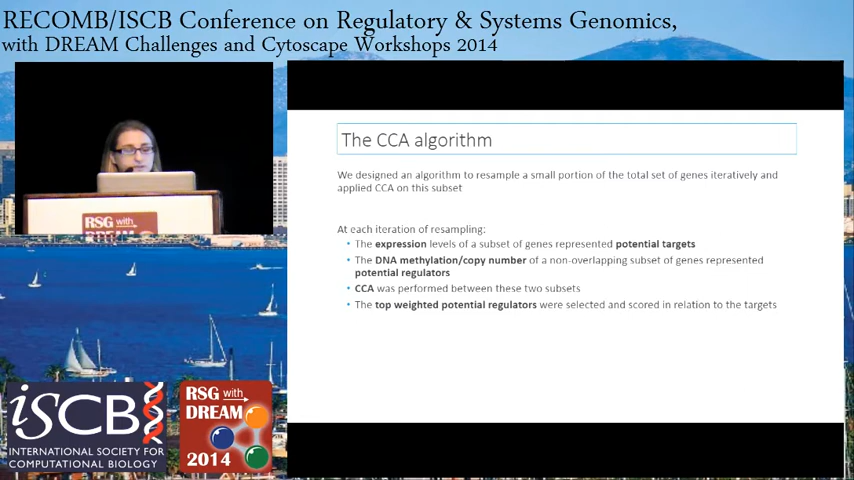 RECOMB/ISCB Conference on Regulatory & Systems Genomics,
with DREAM Challenges and Cytoscape Workshops 2014
The CCA algorithm
We designed an algorithm to resample a small portion of the total set of genes iteratively and
applied CCA on this subset
At each iteration of resampling:
• The expression levels of a subset of genes represented potential targets
• The DNA methylation/copy number of a non-overlapping subset of genes represented
potential regulators
• CCA was performed between these two subsets
• The top weighted potential regulators were selected and scored in relation to the targets
RSG with
iSCB
INTERNATIONAL SOCIETY FOR
COMPUTATIONAL BIOLOGY
RSG with
DREAM
2014